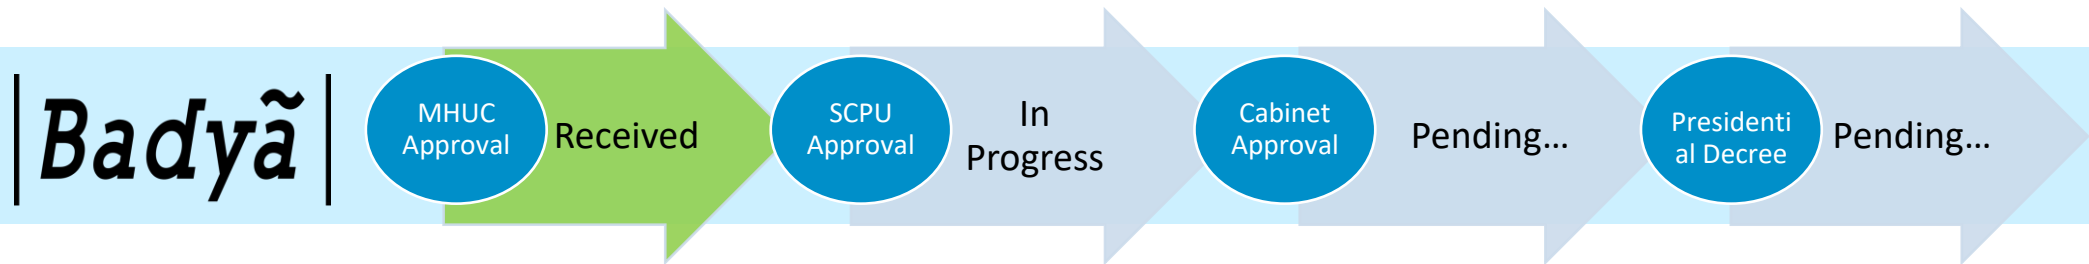 |Badyã|
MHUC
Approval
Received
SCPU
Approval
In
Progress
Cabinet
Approval
Pending...
Presidenti
al Decree
Pending...